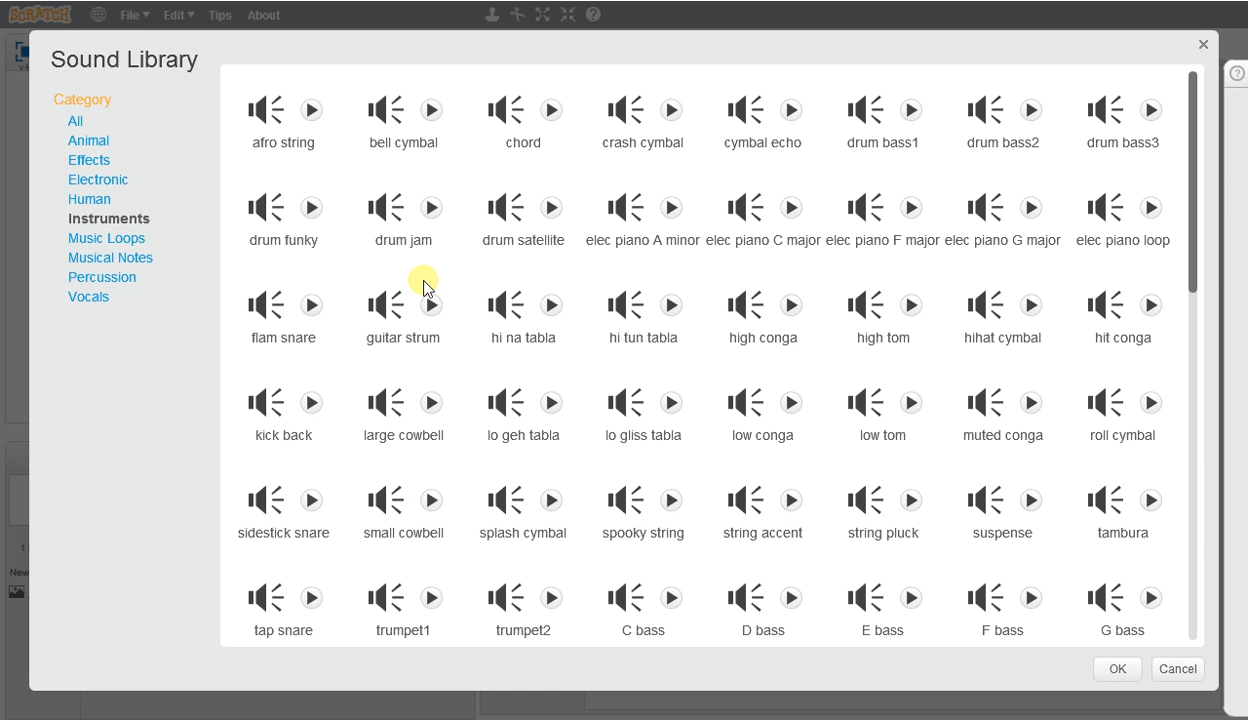 SCRATCH File Edit Tips About
Sound Library
Category
All
Animal
Effects
Electronic
Human
Instruments
Music Loops
Musical Notes
Percussion
Vocals
afro string bell cymbal chord crash cymbal cymbal echo drum bass1 drum bass2 drum bass3
drum funky drum jam drum satellite elec piano A minor elec piano C major elec piano F major elec piano G major elec piano loop
flam snare guitar strum hi na tabla hi tun tabla high conga high tom hihat cymbal hit conga
kick back large cowbell lo geh tabla lo gliss tabla low conga low tom muted conga roll cymbal
sidestick snare small cowbell splash cymbal spooky string string accent string pluck suspense tambura
tap snare trumpet1 trumpet2 C bass D bass E bass F bass G bass
OK Cancel
New